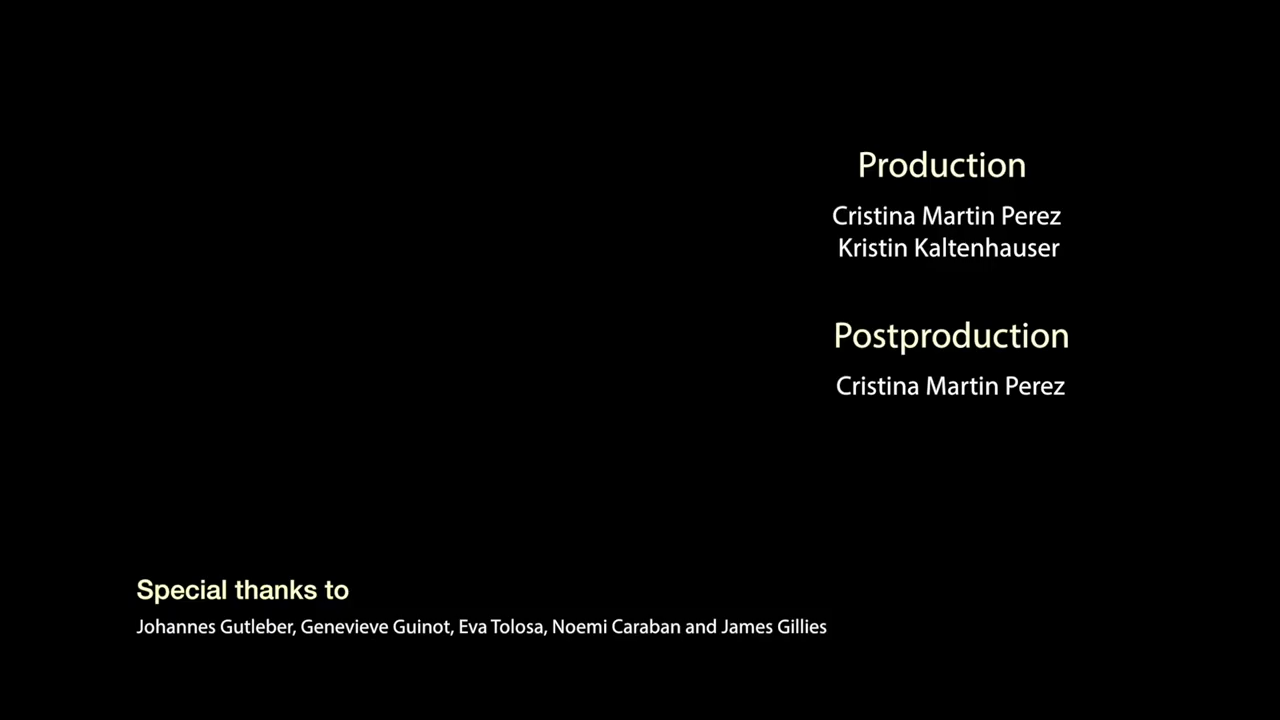 Production
Cristina Martin Perez
Kristin Kaltenhauser
Postproduction
Cristina Martin Perez
Special thanks to
Johannes Gutleber, Genevieve Guinot, Eva Tolosa, Noemi Caraban and James Gillies